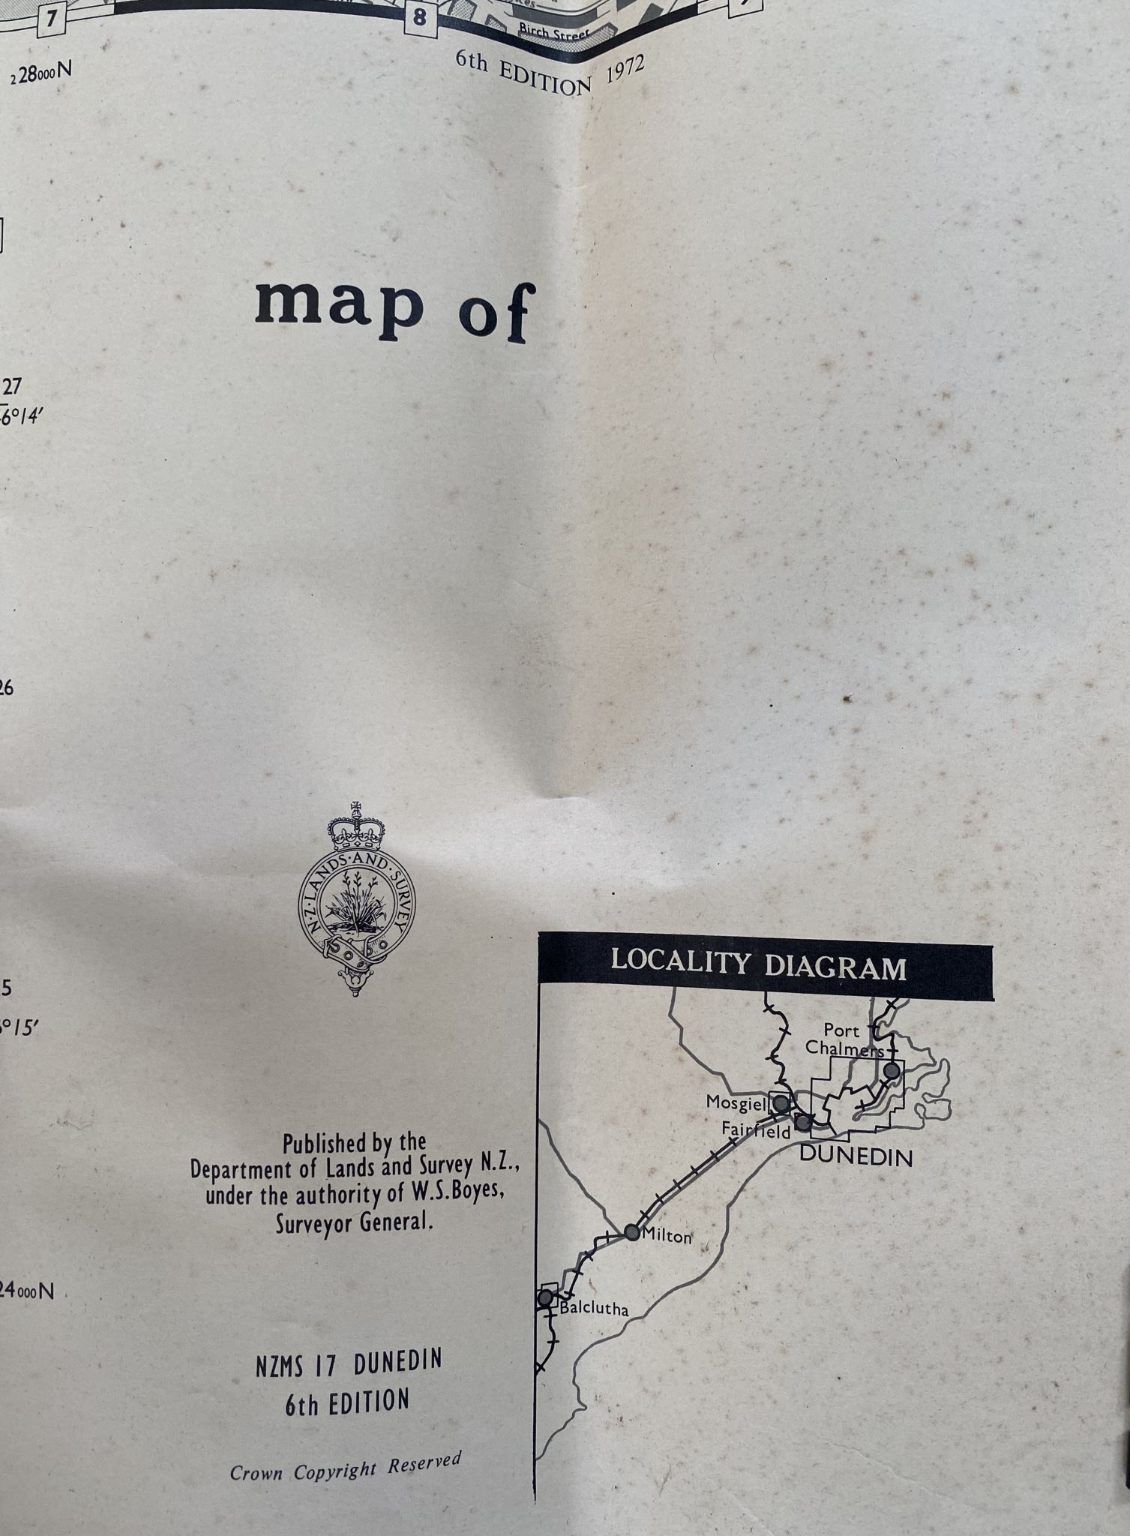 7
8
Birch Street
228000N
6th EDITION 1972
map of
27
6°14'
26
N·Z·LANDS·AND·SURVEY
5
°15'
LOCALITY DIAGRAM
Port
Chalmers
Mosgiel
Fairfield
DUNEDIN
Milton
Balclutha
Published by the
Department of Lands and Survey N.Z.,
under the authority of W.S.Boyes,
Surveyor General.
24000N
NZMS 17 DUNEDIN
6th EDITION
Crown Copyright Reserved